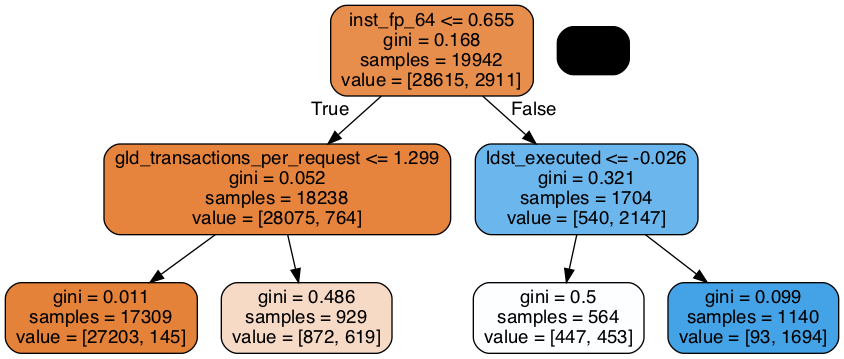 inst_fp_64 <= 0.655
gini = 0.168
samples = 19942
value = [28615, 2911]
True
False
gld_transactions_per_request <= 1.299
gini = 0.052
samples = 18238
value = [28075, 764]
ldst_executed <= -0.026
gini = 0.321
samples = 1704
value = [540, 2147]
gini = 0.011
samples = 17309
value = [27203, 145]
gini = 0.486
samples = 929
value = [872, 619]
gini = 0.5
samples = 564
value = [447, 453]
gini = 0.099
samples = 1140
value = [93, 1694]